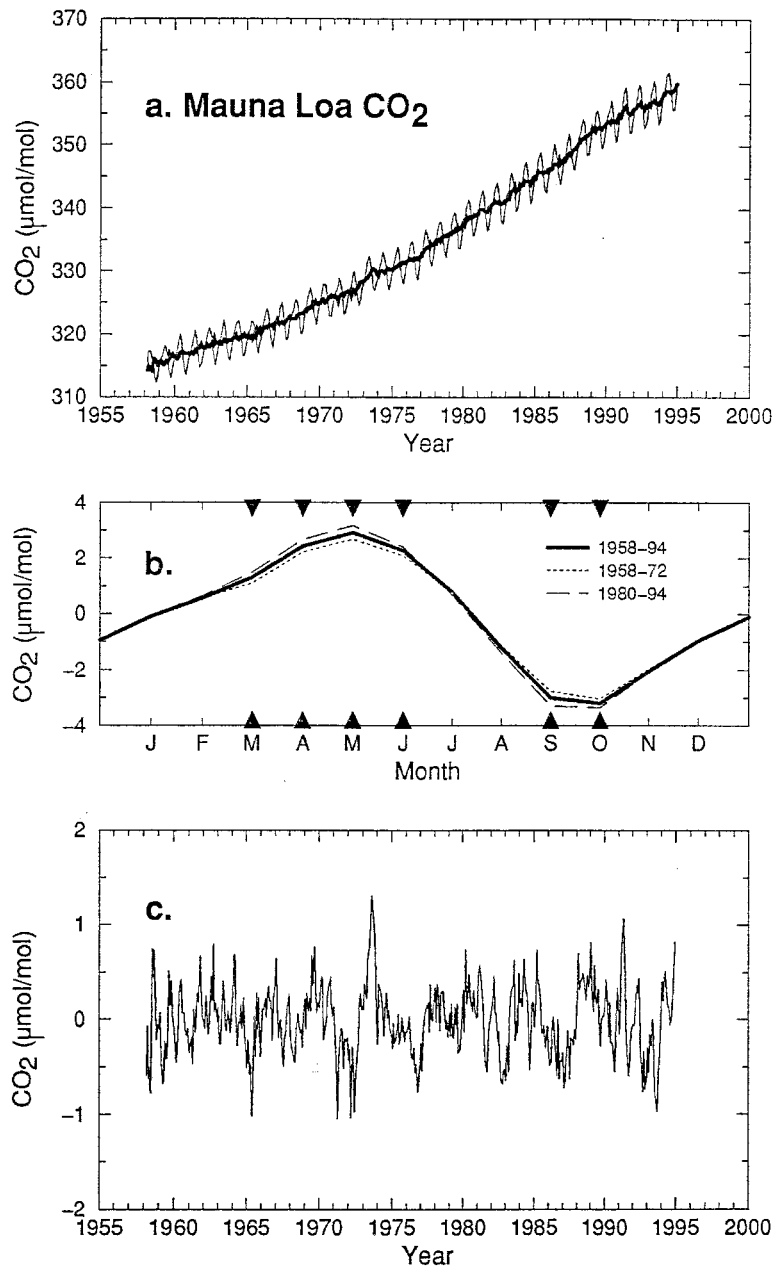 370
360
350
340
330
320
310
CO2 (µmol/mol)
a. Mauna Loa CO2
1955 1960 1965 1970 1975 1980 1985 1990 1995 2000
Year
4
2
0
−2
−4
CO2 (µmol/mol)
b.
1958−94
1958−72
1980−94
J F M A M J J A S O N D
Month
2
1
0
−1
−2
CO2 (µmol/mol)
c.
1955 1960 1965 1970 1975 1980 1985 1990 1995 2000
Year